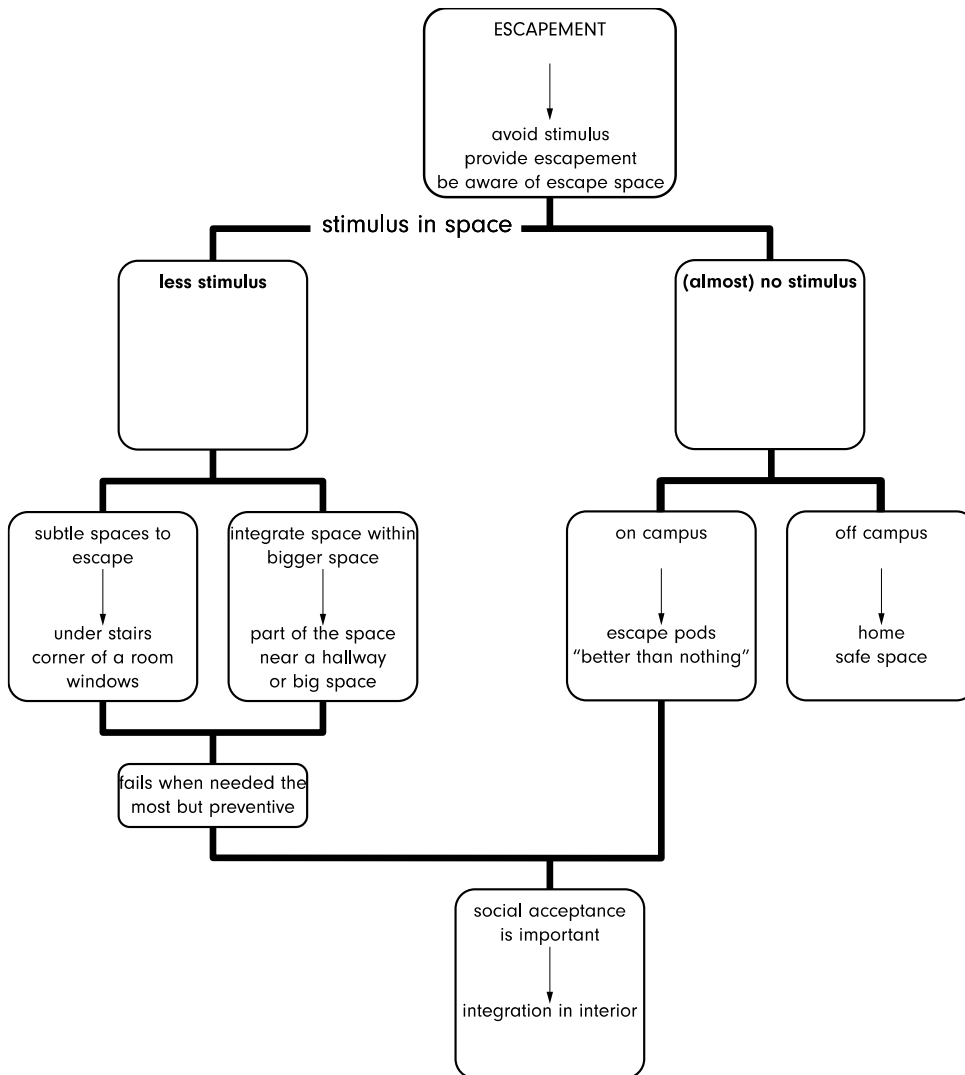 ESCAPEMENT
avoid stimulus
provide escapement
be aware of escape space
stimulus in space
less stimulus
(almost) no stimulus
subtle spaces to
escape
under stairs
corner of a room
windows
integrate space within
bigger space
part of the space
near a hallway
or big space
on campus
escape pods
“better than nothing”
off campus
home
safe space
fails when needed the
most but preventive
social acceptance
is important
integration in interior